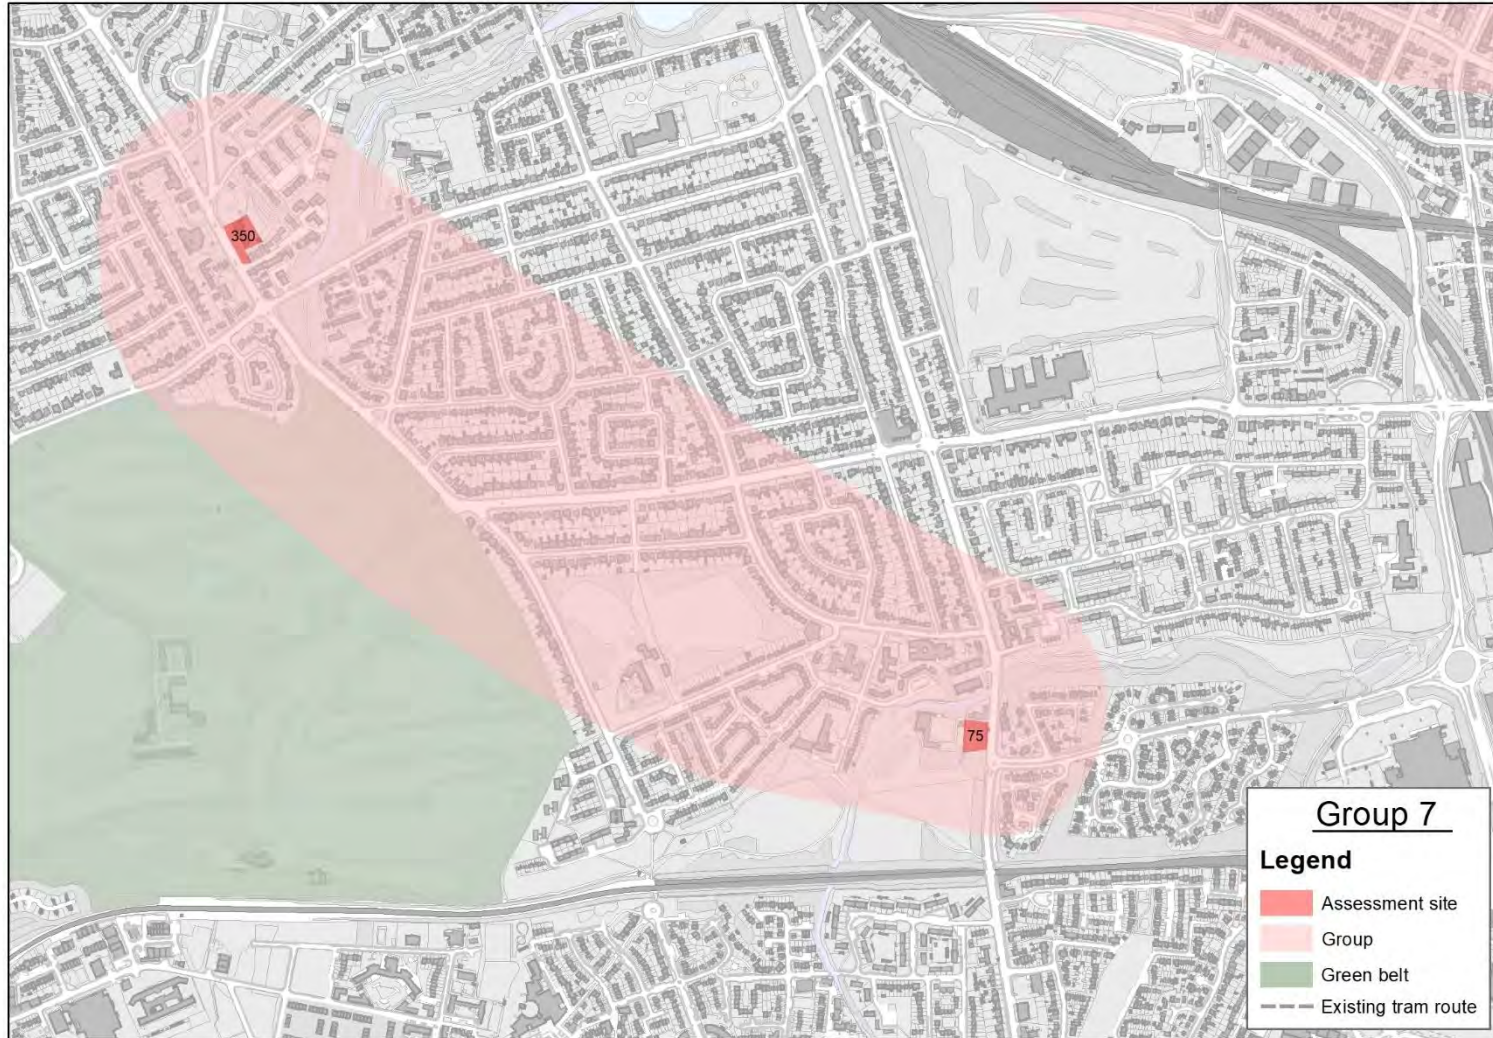 350
75
Group 7
Legend
Assessment site
Group
Green belt
Existing tram route